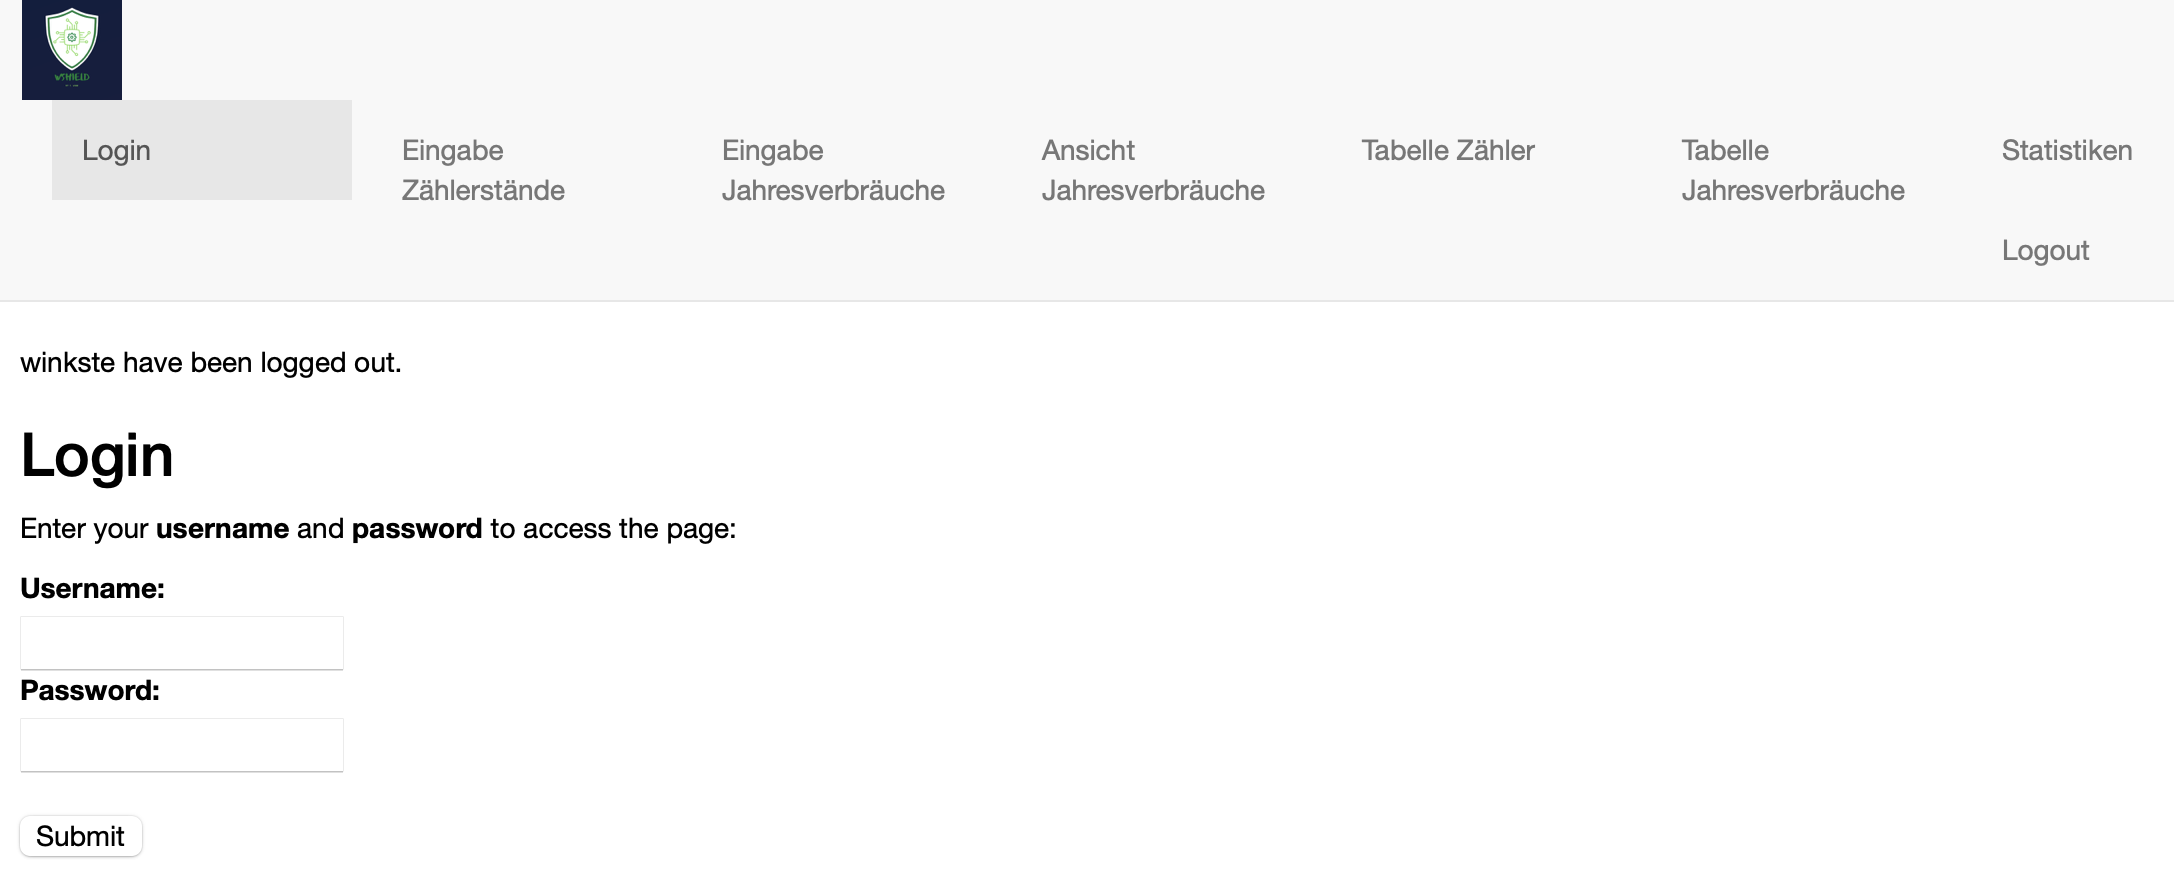 WSHIELD
Login
Eingabe
Zählerstände
Eingabe
Jahresverbräuche
Ansicht
Jahresverbräuche
Tabelle Zähler
Tabelle
Jahresverbräuche
Statistiken
Logout
winkste have been logged out.
Login
Enter your username and password to access the page:
Username:
Password:
Submit